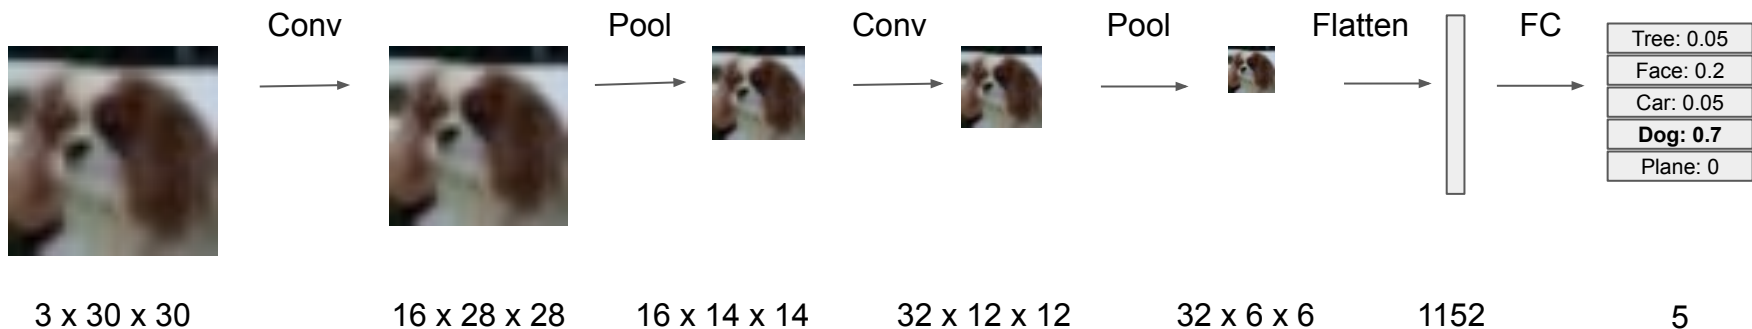 Conv
Pool
Conv
Pool
Flatten
FC
Tree: 0.05
Face: 0.2
Car: 0.05
Dog: 0.7
Plane: 0
3 x 30 x 30
16 x 28 x 28
16 x 14 x 14
32 x 12 x 12
32 x 6 x 6
1152
5